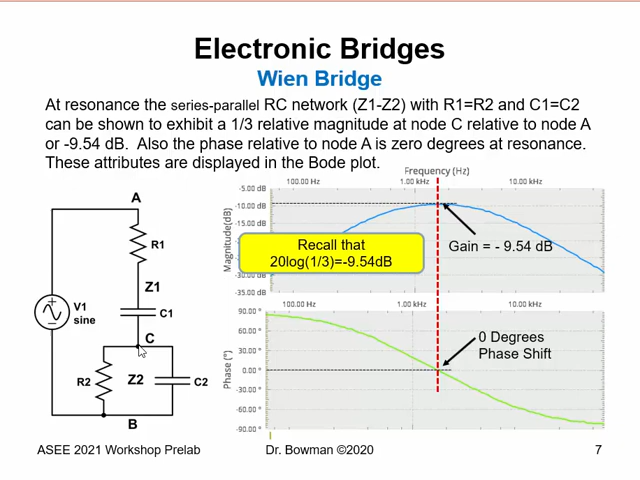 Electronic Bridges
Wien Bridge
At resonance the series-parallel RC network (Z1-Z2) with R1=R2 and C1=C2
can be shown to exhibit a 1/3 relative magnitude at node C relative to node A
or -9.54 dB. Also the phase relative to node A is zero degrees at resonance.
These attributes are displayed in the Bode plot.
Frequency (Hz)
100.00 Hz 1.00 kHz 10.00 kHz
-5.00 dB
-10.00 dB
-15.00 dB
-30.00 dB
-35.00 dB
Magnitude(dB)
Recall that
20log(1/3)=-9.54dB
Gain = - 9.54 dB
100.00 Hz 1.00 kHz 10.00 kHz
90.00 °
60.00 °
30.00 °
0.00 °
-30.00 °
-60.00 °
-90.00 °
Phase (°)
0 Degrees
Phase Shift
A
R1
Z1
V1
sine
C1
C
R2
Z2
C2
B
ASEE 2021 Workshop Prelab
Dr. Bowman ©2020
7